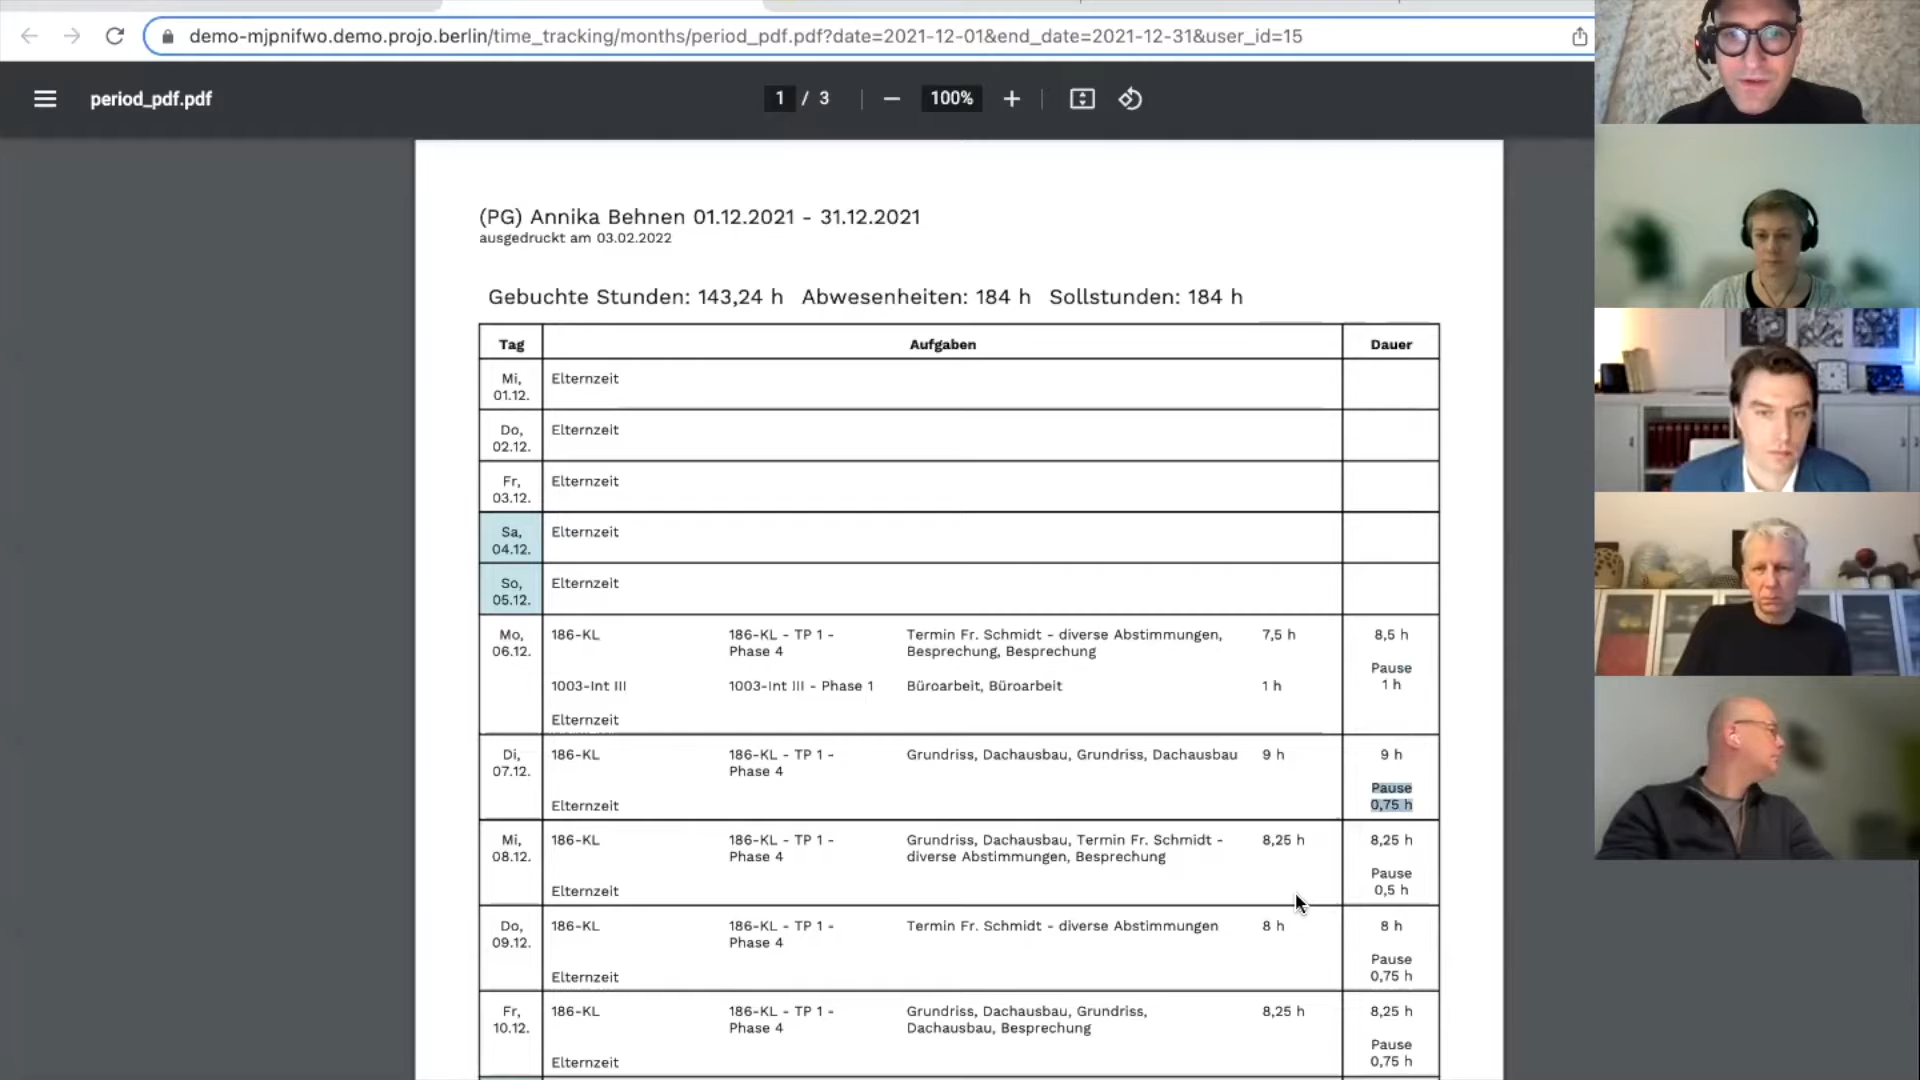 demo-mjpnifwo.demo.projo.berlin/time_tracking/months/period_pdf.pdf?date=2021-12-01&end_date=2021-12-31&user_id=15
period_pdf.pdf
1 / 3
100%
(PG) Annika Behnen 01.12.2021 - 31.12.2021
ausgedruckt am 03.02.2022
Gebuchte Stunden: 143,24 h Abwesenheiten: 184 h Sollstunden: 184 h
Tag Aufgaben Dauer
Mi, Elternzeit
01.12.
Do, Elternzeit
02.12.
Fr, Elternzeit
03.12.
Sa, Elternzeit
04.12.
So, Elternzeit
05.12.
Mo, 186-KL 186-KL - TP 1 - Termin Fr. Schmidt - diverse Abstimmungen, 7,5 h 8,5 h
06.12. Phase 4 Besprechung, Besprechung
Pause
1003-Int III 1003-Int III - Phase 1 Büroarbeit, Büroarbeit 1 h 1 h
Elternzeit
Di, 186-KL 186-KL - TP 1 - Grundriss, Dachausbau, Grundriss, Dachausbau 9 h 9 h
07.12. Phase 4
Pause
Elternzeit 0,75 h
Mi, 186-KL 186-KL - TP 1 - Grundriss, Dachausbau, Termin Fr. Schmidt - 8,25 h 8,25 h
08.12. Phase 4 diverse Abstimmungen, Besprechung
Pause
Elternzeit 0,5 h
Do, 186-KL 186-KL - TP 1 - Termin Fr. Schmidt - diverse Abstimmungen 8 h 8 h
09.12. Phase 4
Pause
Elternzeit 0,75 h
Fr, 186-KL 186-KL - TP 1 - Grundriss, Dachausbau, Grundriss, 8,25 h 8,25 h
10.12. Phase 4 Dachausbau, Besprechung
Pause
Elternzeit 0,75 h